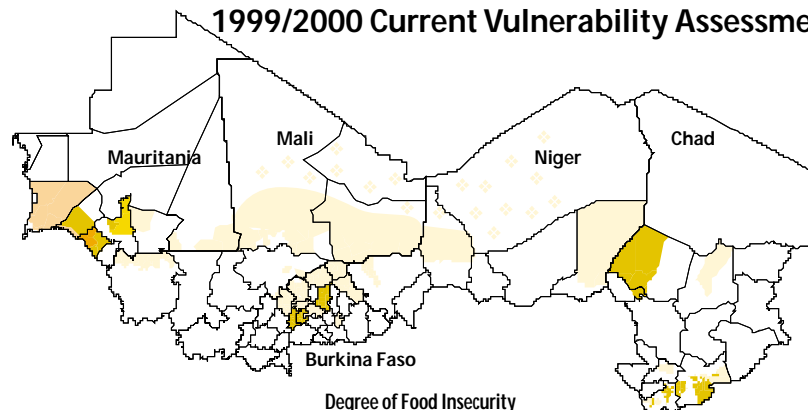 1999/2000 Current Vulnerability Assessme
Mauritania
Mali
Niger
Chad
Burkina Faso
Degree of Food Insecurity